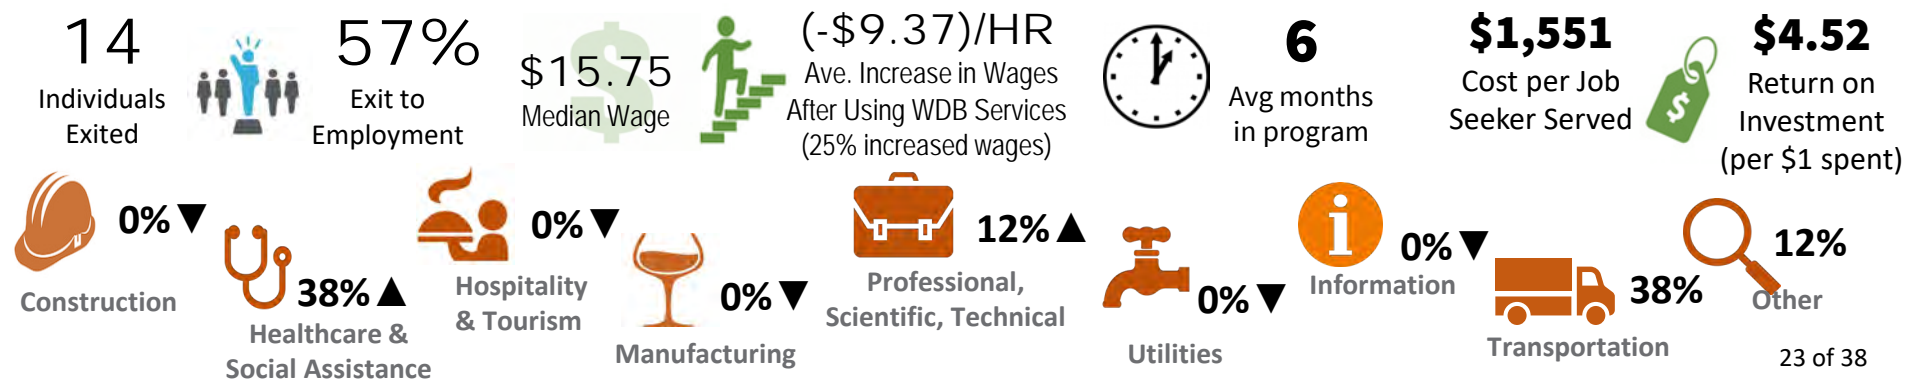 14
Individuals
Exited
57%
Exit to
Employment
$15.75
Median Wage
(-$9.37)/HR
Ave. Increase in Wages
After Using WDB Services
(25% increased wages)
6
Avg months
in program
$1,551
Cost per Job
Seeker Served
$
$4.52
Return on
Investment
(per $1 spent)
0% ▼
Construction
38% ▲
Healthcare &
Social Assistance
0% ▼
Hospitality
& Tourism
0% ▼
Manufacturing
12% ▲
Professional,
Scientific, Technical
0% ▼
Utilities
i
0% ▼
Information
38%
Transportation
12%
Other
23 of 38